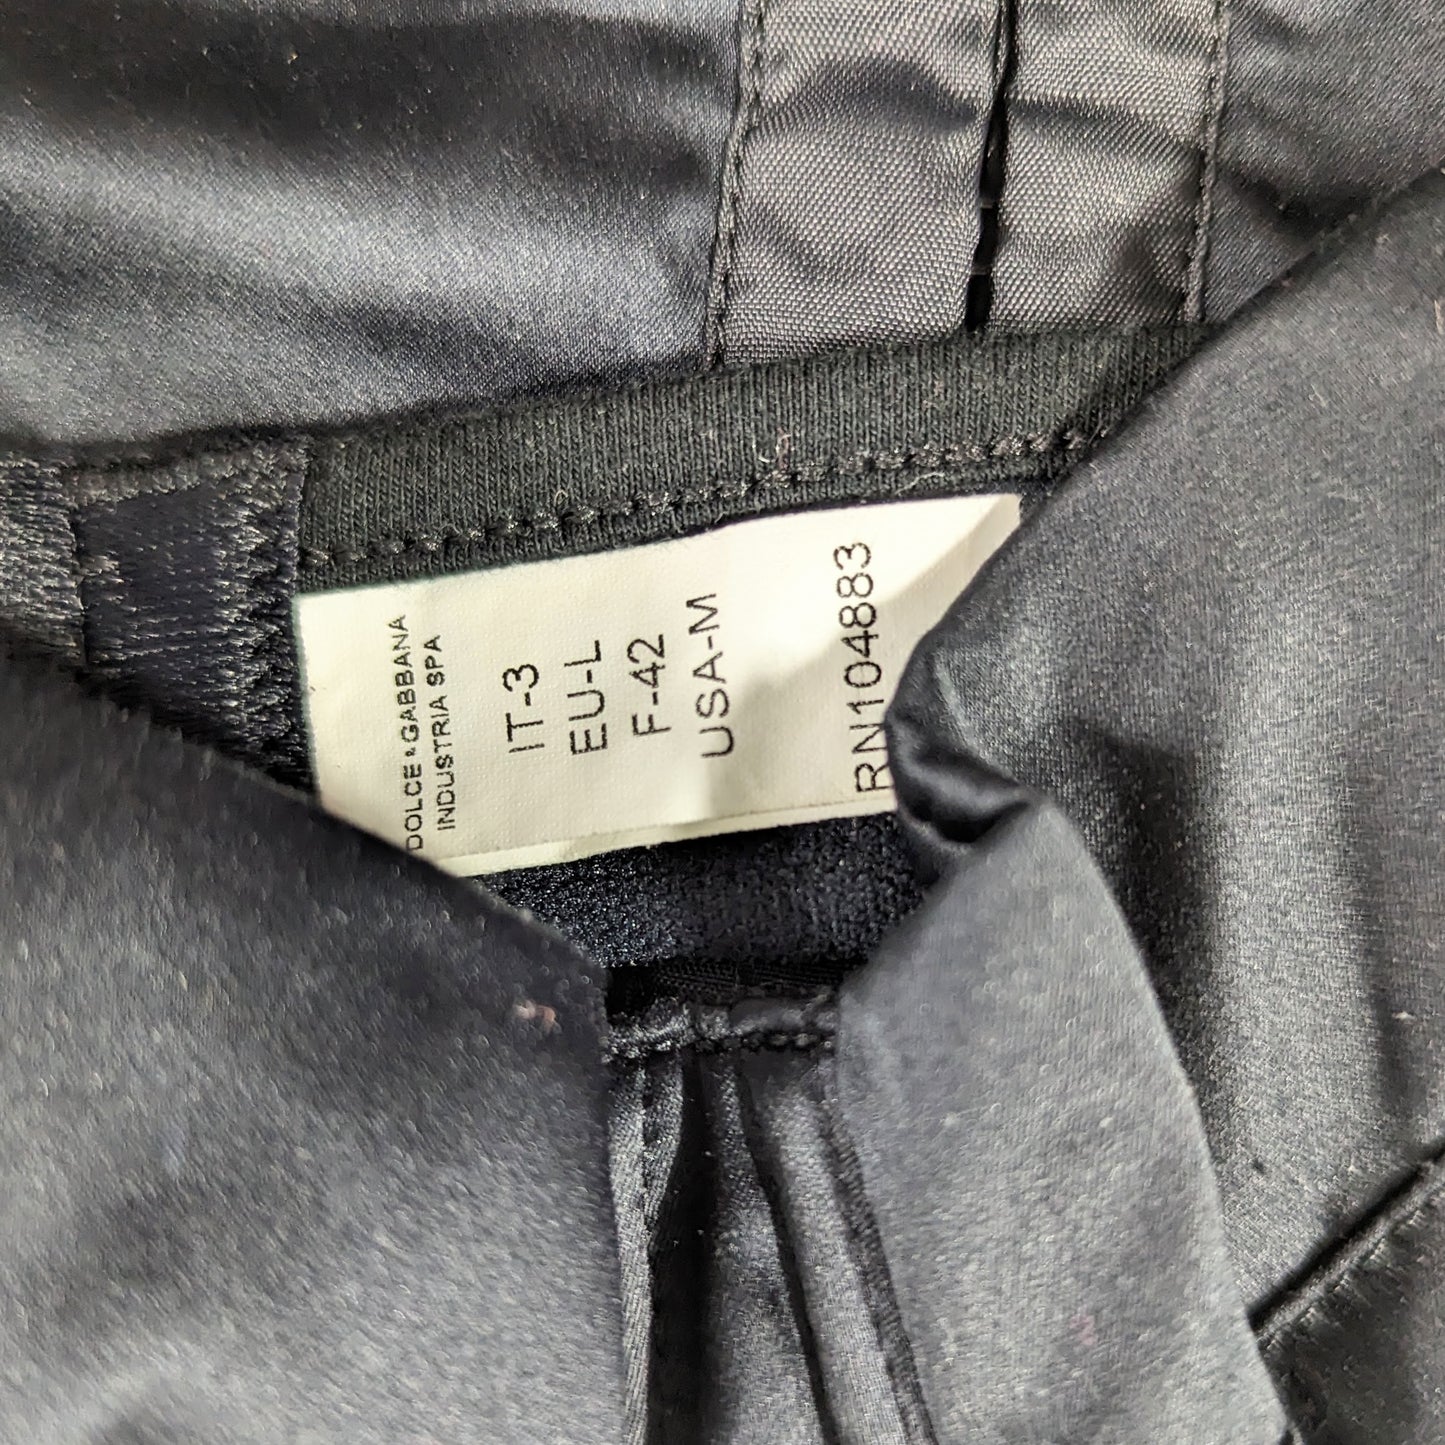 DOLCE & GABBANA
INDUSTRIA SPA
IT-3
EU-L
F-42
USA-M
RN104883